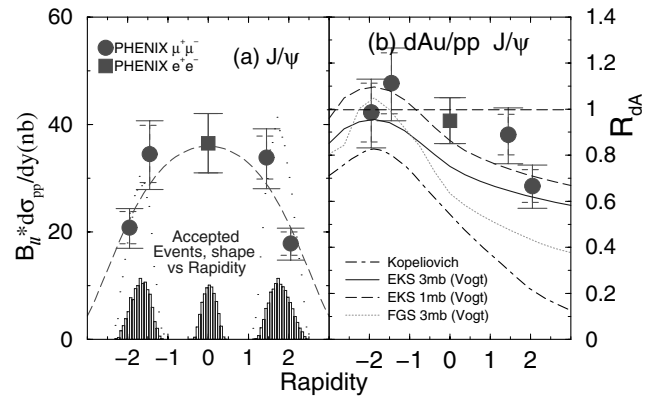 60
40
20
0
B_ll*dσ_pp/dy(nb)
PHENIX μ⁺μ⁻
PHENIX e⁺e⁻
(a) J/ψ
Accepted
Events, shape
vs Rapidity
−2 −1 0 1 2
(b) dAu/pp J/ψ
Kopeliovich
EKS 3mb (Vogt)
EKS 1mb (Vogt)
FGS 3mb (Vogt)
−2 −1 0 1 2
1.4
1.2
1
0.8
0.6
0.4
0.2
0
R_dA
Rapidity